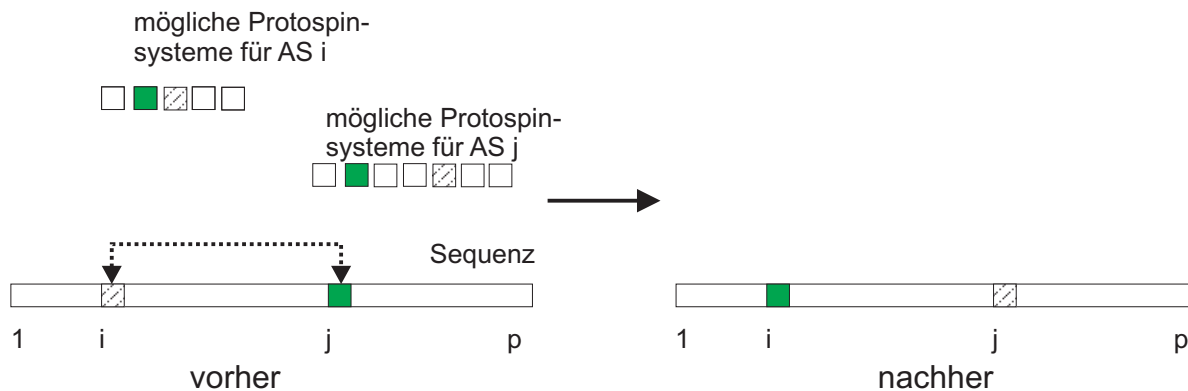 mögliche Protospin-
systeme für AS i
mögliche Protospin-
systeme für AS j
Sequenz
1 i j p
vorher
1 i j p
nachher